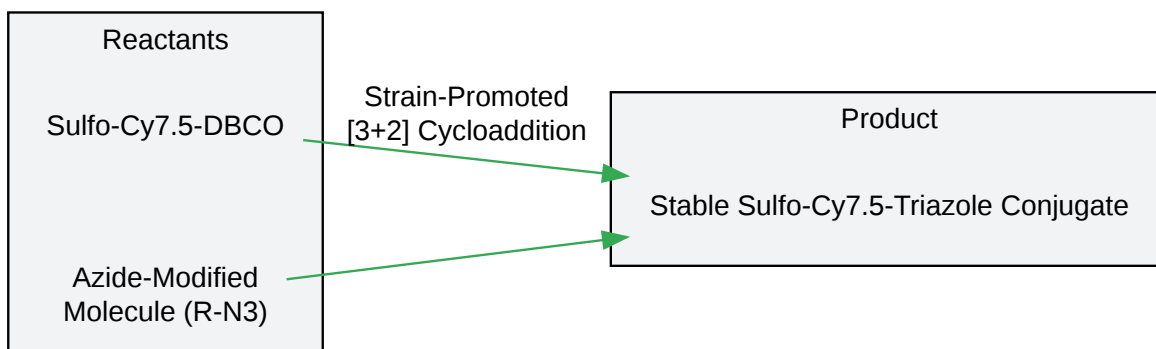 Reactants
Sulfo-Cy7.5-DBCO
Strain-Promoted
[3+2] Cycloaddition
Product
Stable Sulfo-Cy7.5-Triazole Conjugate
Azide-Modified
Molecule (R-N3)